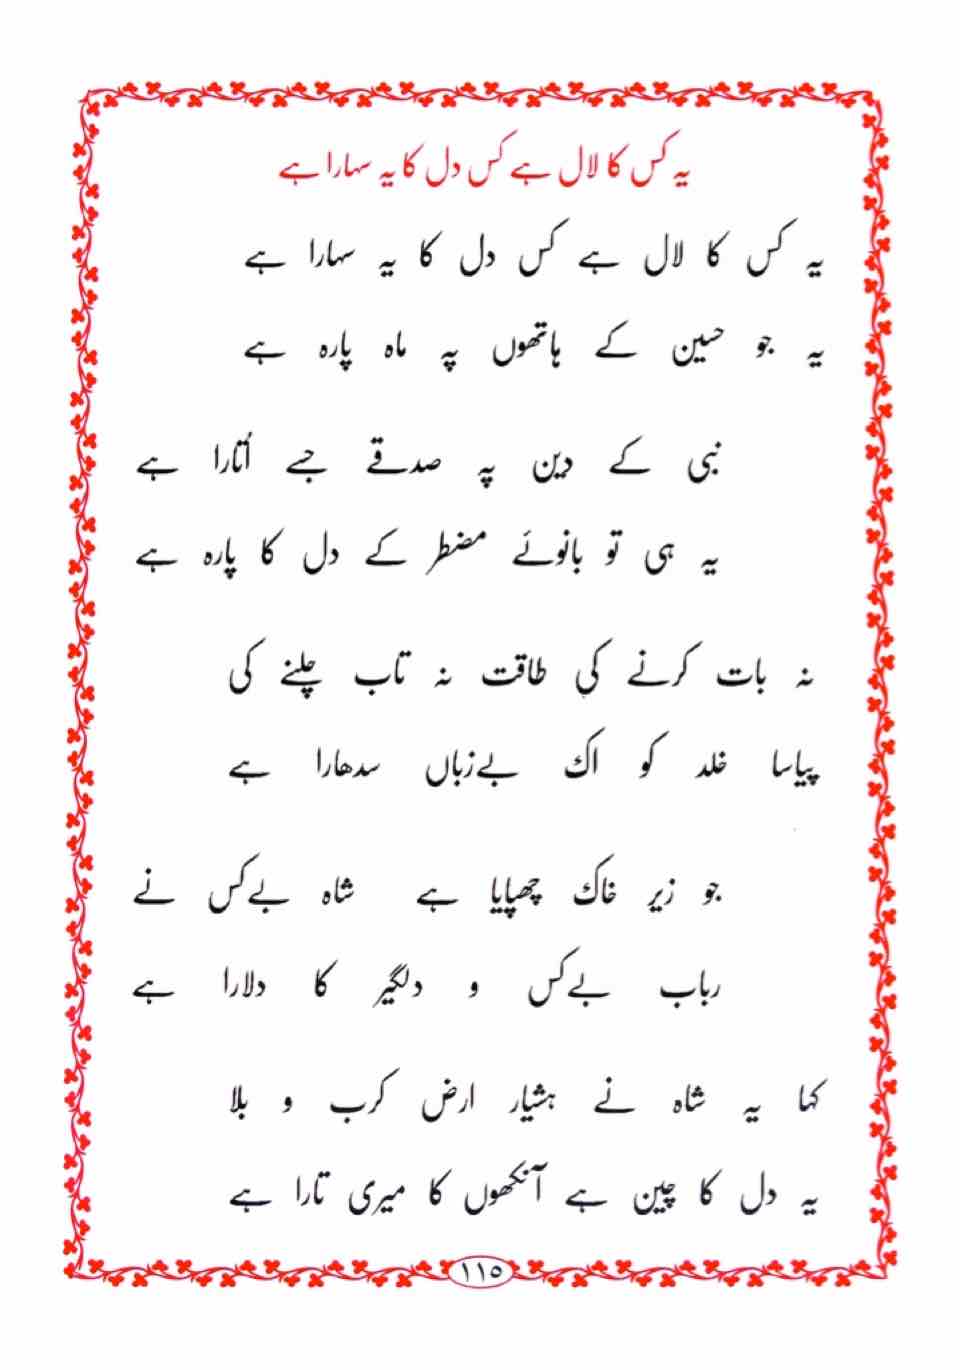 یہ کس کا لال ہے کس دل کا یہ سہارا ہے
یہ کس کا لال ہے کس دل کا یہ سہارا ہے
یہ جو حسین کے ہاتھوں پہ ماہ پارہ ہے
نبی کے دین پہ صدقے جسے اُتارا ہے
یہ ہی تو بانوئے مضطر کے دل کا پارہ ہے
نہ بات کرنے کی طاقت نہ تاب چلنے کی
پیاسا خلد کو اک بےزباں سدھارا ہے
جو زیر خاک چھپایا ہے شاہ بےکس نے
رباب بےکس و دلگیر کا دلارا ہے
کہا یہ شاہ نے ہشیار ارض کرب و بلا
یہ دل کا چین ہے آنکھوں کا میری تارا ہے
١١٥